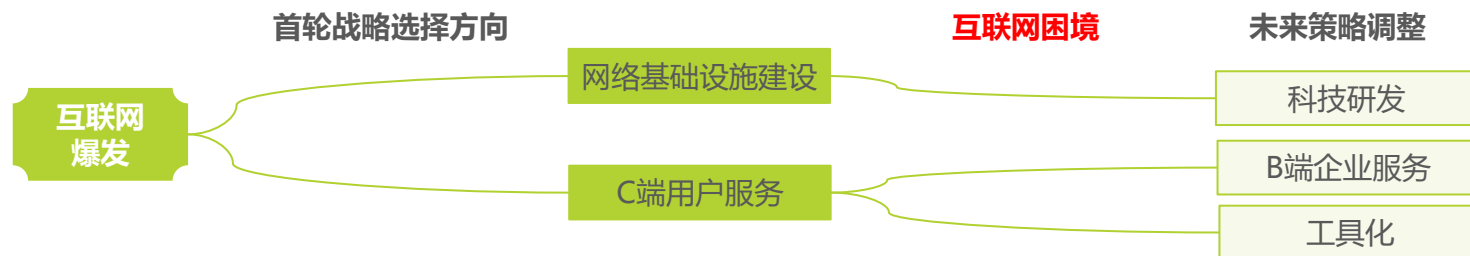 首轮战略选择方向
互联网困境
未来策略调整
互联网
爆发
网络基础设施建设
C端用户服务
科技研发
B端企业服务
工具化